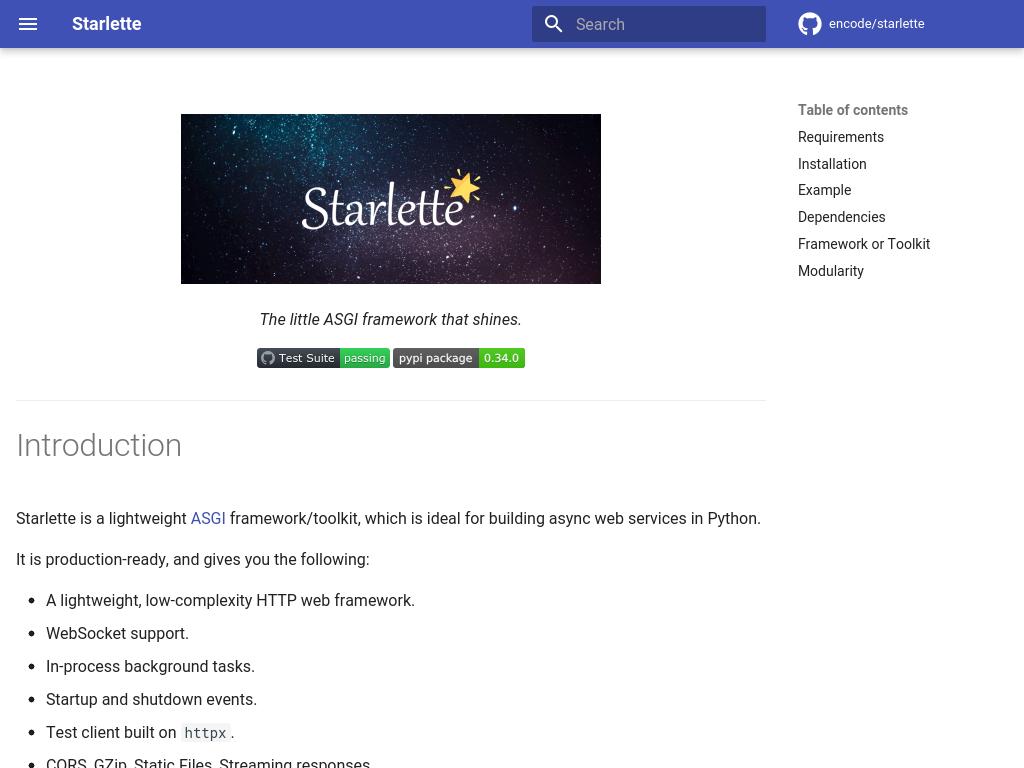 Starlette
Search
encode/starlette
Starlette
The little ASGI framework that shines.
Test Suite passing pypi package 0.34.0
Table of contents
Requirements
Installation
Example
Dependencies
Framework or Toolkit
Modularity
Introduction
Starlette is a lightweight ASGI framework/toolkit, which is ideal for building async web services in Python.
It is production-ready, and gives you the following:
A lightweight, low-complexity HTTP web framework.
WebSocket support.
In-process background tasks.
Startup and shutdown events.
Test client built on httpx.
CORS, GZip, Static Files, Streaming responses.